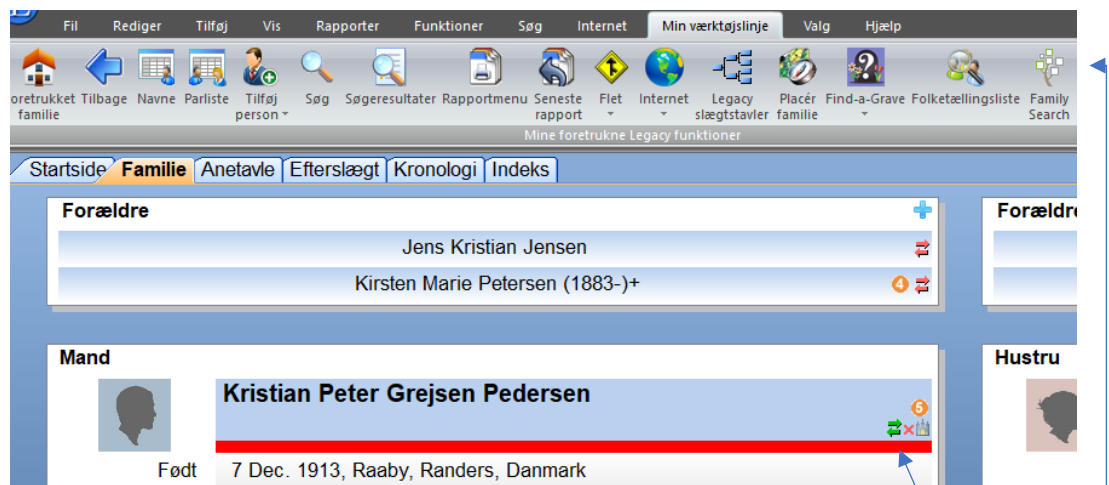 Fil Rediger Tilføj Vis Rapporter Funktioner Søg Internet Min værktøjslinje Valg Hjælp
oretrukket Tilbage Navne Parliste Tilføj Søg Søgeresultater Rapportmenu Seneste Flet Internet Legacy Placér Find-a-Grave Folketællingsliste Family
familie person rapport slægtstavler familie Search
Mine foretrukne Legacy funktioner
Startside Familie Anetavle Efterslægt Kronologi Indeks
Forældre Forældre
Jens Kristian Jensen
Kirsten Marie Petersen (1883-)+ 4
Mand Hustru
Kristian Peter Grejsen Pedersen
5
Født 7 Dec. 1913, Raaby, Randers, Danmark